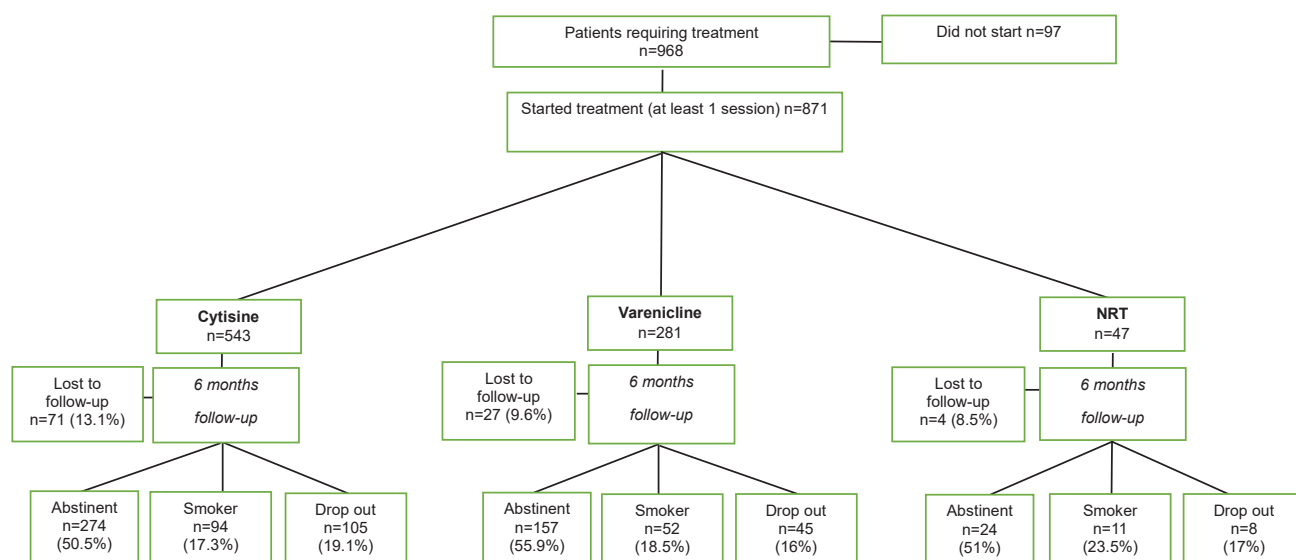 Patients requiring treatment
n=968
Did not start n=97
Started treatment (at least 1 session) n=871
Cytisine
n=543
Varenicline
n=281
NRT
n=47
Lost to
follow-up
n=71 (13.1%)
6 months
follow-up
Lost to
follow-up
n=27 (9.6%)
6 months
follow-up
Lost to
follow-up
n=4 (8.5%)
6 months
follow-up
Abstinent
n=274
(50.5%)
Smoker
n=94
(17.3%)
Drop out
n=105
(19.1%)
Abstinent
n=157
(55.9%)
Smoker
n=52
(18.5%)
Drop out
n=45
(16%)
Abstinent
n=24
(51%)
Smoker
n=11
(23.5%)
Drop out
n=8
(17%)